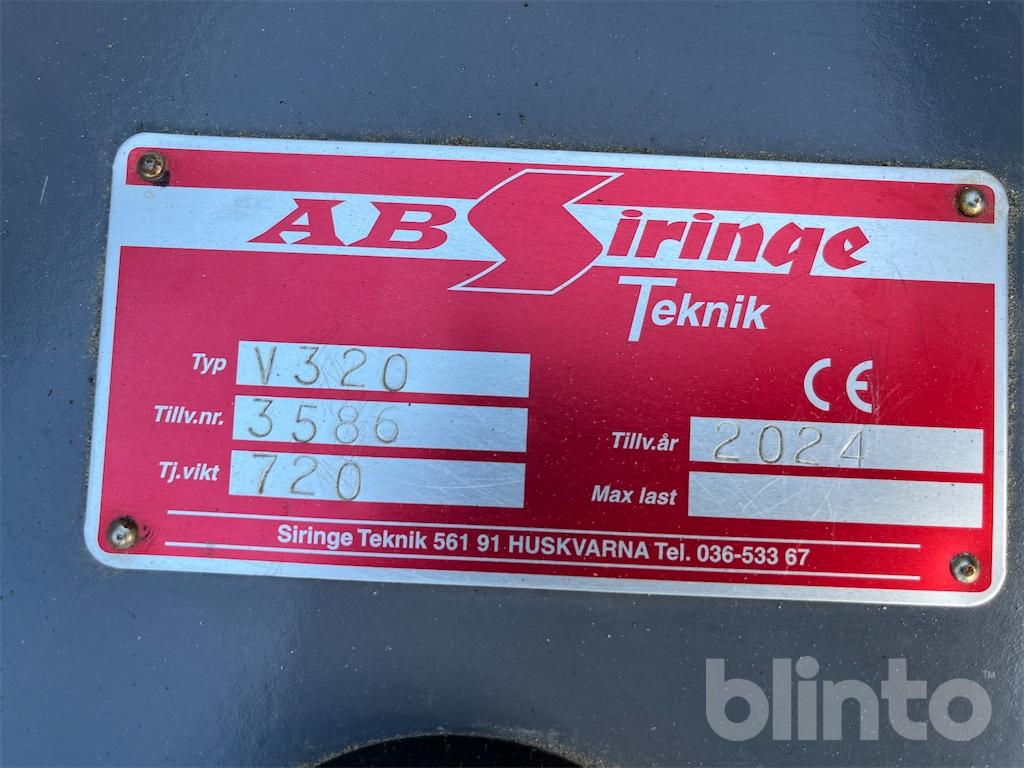 AB Siringe
Teknik
Typ V320
Tillv.nr. 3586
Tj.vikt 720
CE
Tillv.år 2024
Max last
Siringe Teknik 561 91 HUSKVARNA Tel. 036-533 67
blinto™